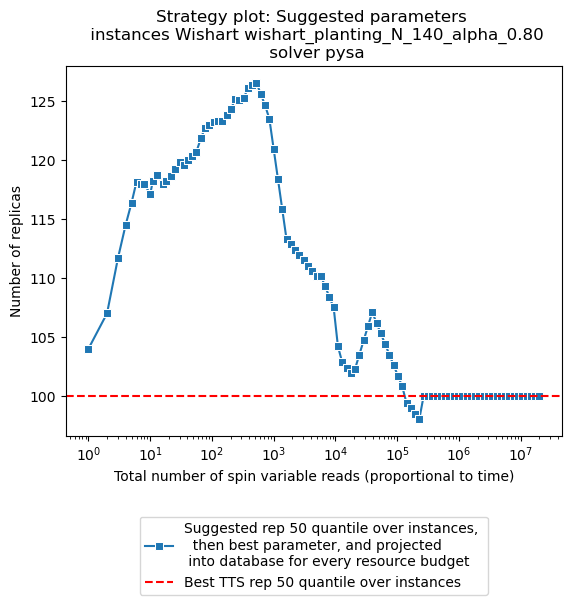 Strategy plot: Suggested parameters
instances Wishart wishart_planting_N_140_alpha_0.80
solver pysa
Number of replicas
125
120
115
110
105
100
10^0 10^1 10^2 10^3 10^4 10^5 10^6 10^7
Total number of spin variable reads (proportional to time)
Suggested rep 50 quantile over instances,
then best parameter, and projected
into database for every resource budget
Best TTS rep 50 quantile over instances